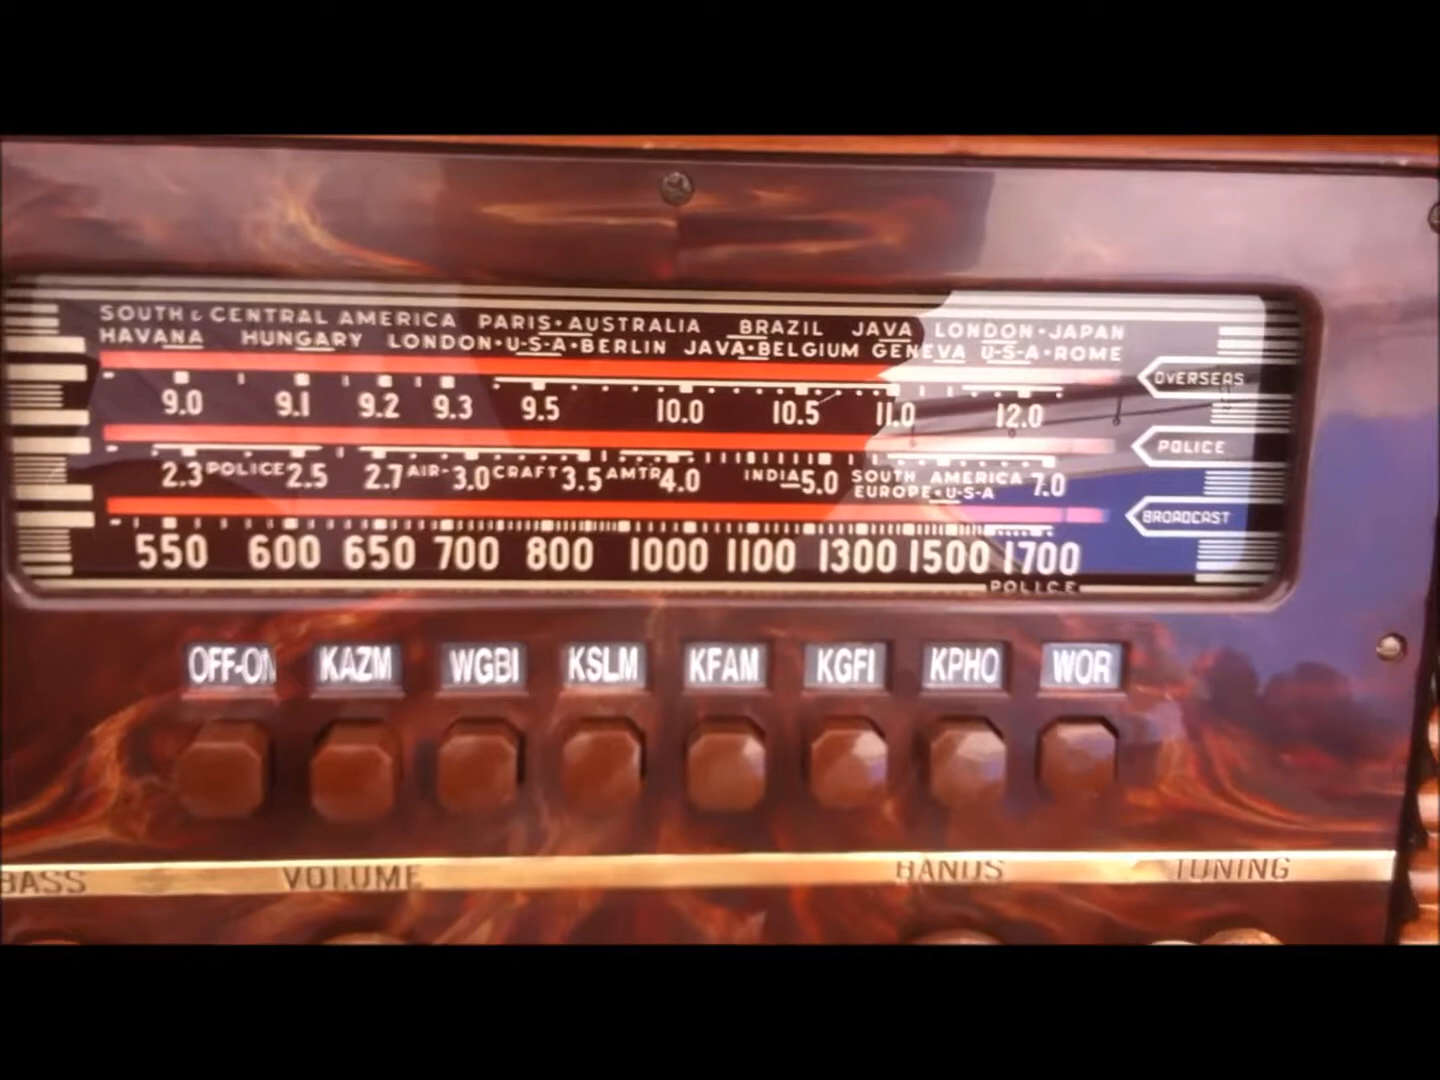 SOUTH & CENTRAL AMERICA PARIS·AUSTRALIA BRAZIL JAVA LONDON·JAPAN
HAVANA HUNGARY LONDON·U-S-A·BERLIN JAVA·BELGIUM GENEVA U-S-A·ROME
OVERSEAS
9.0 9.1 9.2 9.3 9.5 10.0 10.5 11.0 12.0
POLICE
2.3 POLICE 2.5 2.7 AIR- 3.0 CRAFT 3.5 AMTR 4.0 INDIA 5.0 SOUTH AMERICA 7.0
EUROPE·U-S-A
BROADCAST
550 600 650 700 800 1000 1100 1300 1500 1700
POLICE
OFF-ON KAZM WGBI KSLM KFAM KGFI KPHO WOR
BASS VOLUME BANDS TUNING